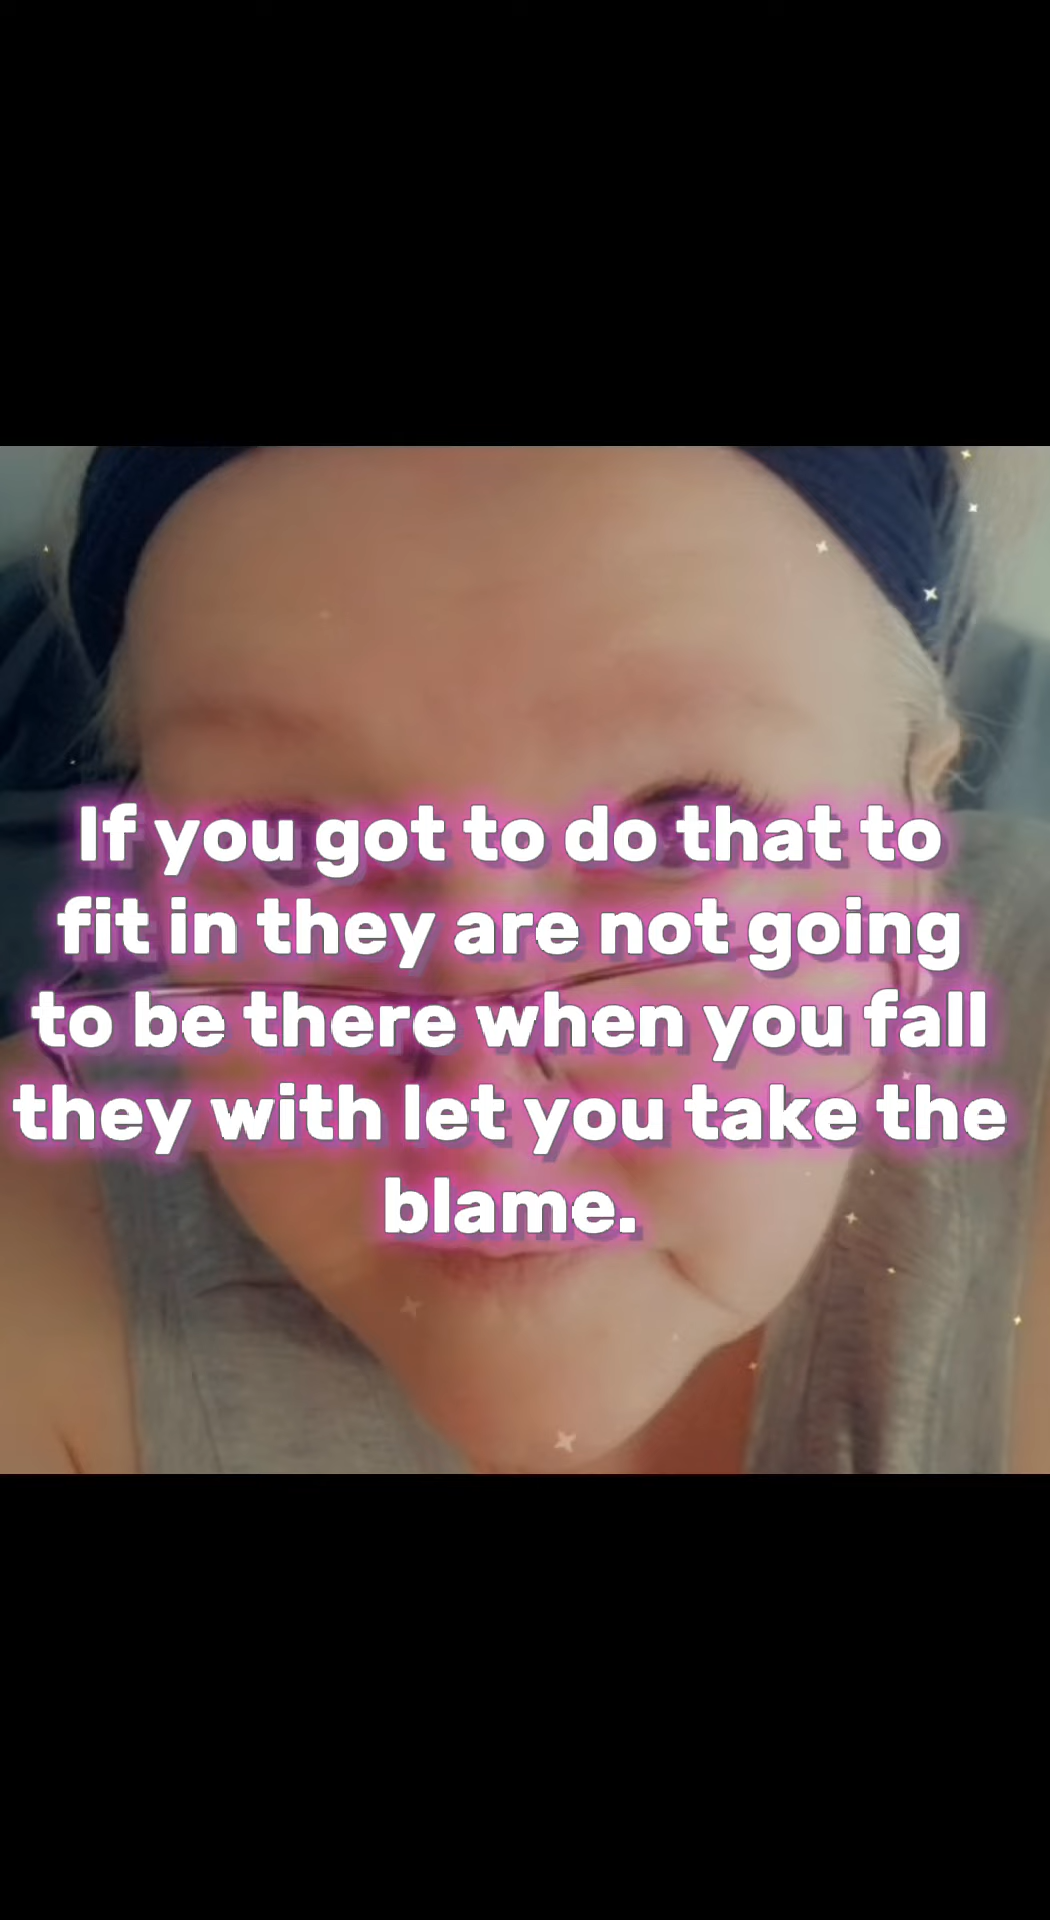 If you got to do that to
fit in they are not going
to be there when you fall
they with let you take the
blame.